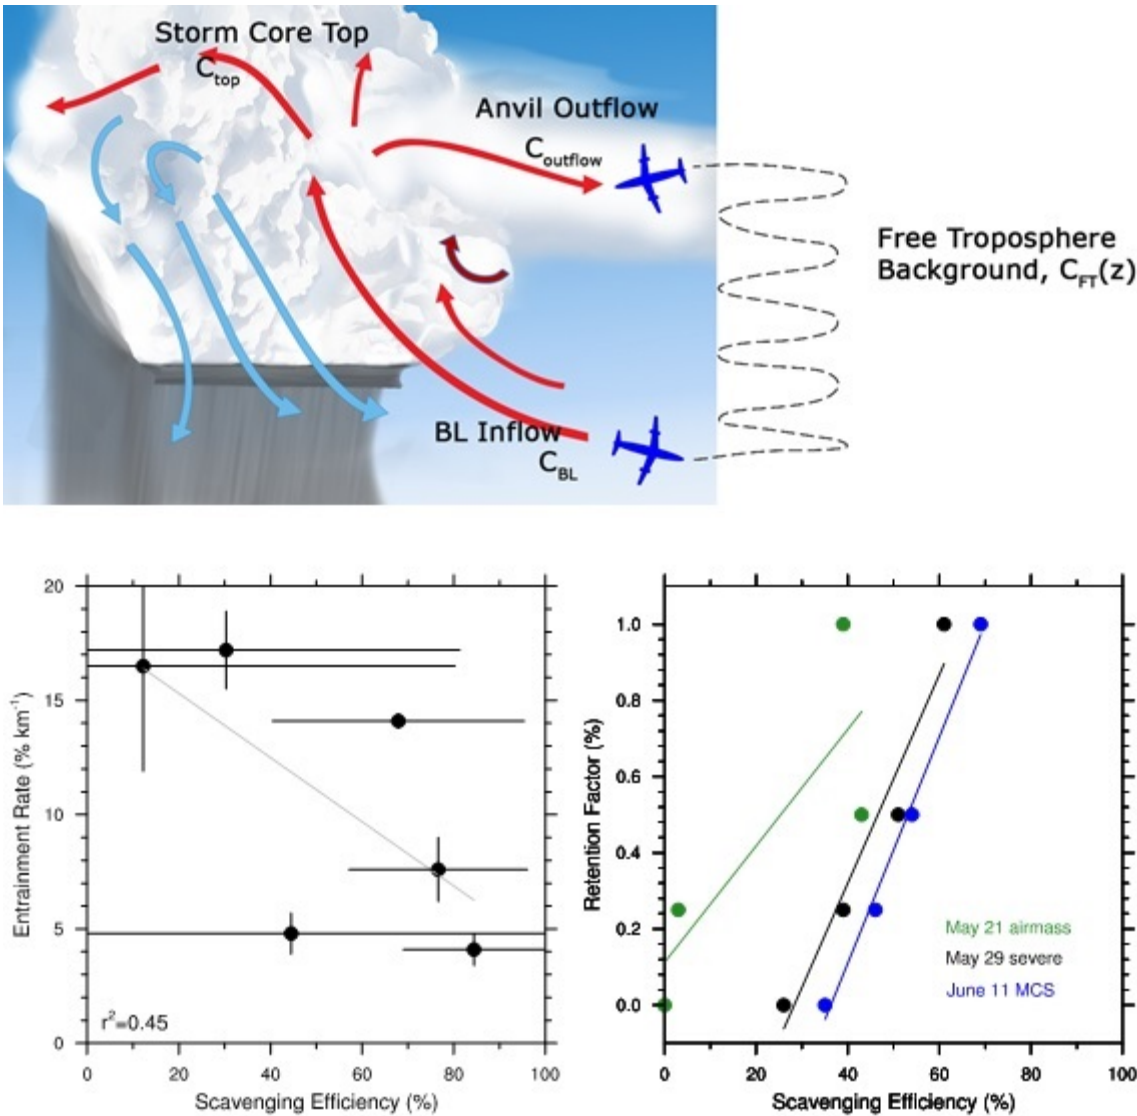 Storm Core Top
C_top
Anvil Outflow
C_outflow
Free Troposphere
Background, C_FT(z)
BL Inflow
C_BL
20
15
10
5
0
Entrainment Rate (% km⁻¹)
r²=0.45
0 20 40 60 80 100
Scavenging Efficiency (%)
1.0
0.8
0.6
0.4
0.2
0.0
Retention Factor (%)
May 21 airmass
May 29 severe
June 11 MCS
0 20 40 60 80 100
Scavenging Efficiency (%)